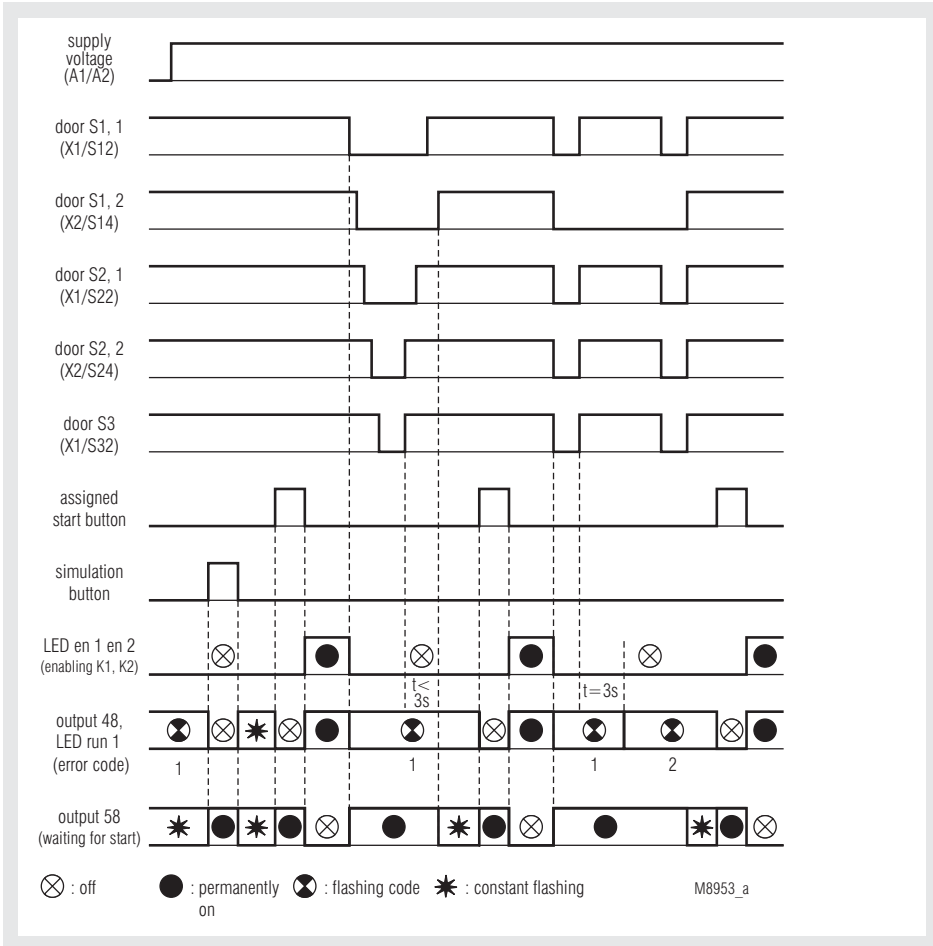 supply
voltage
(A1/A2)
door S1, 1
(X1/S12)
door S1, 2
(X2/S14)
door S2, 1
(X1/S22)
door S2, 2
(X2/S24)
door S3
(X1/S32)
assigned
start button
simulation
button
LED en 1 en 2
(enabling K1, K2)
t<
3s
t=3s
output 48,
LED run 1
(error code)
1
1
1
2
output 58
(waiting for start)
: off
: permanently
on
: flashing code
: constant flashing
M8953_a